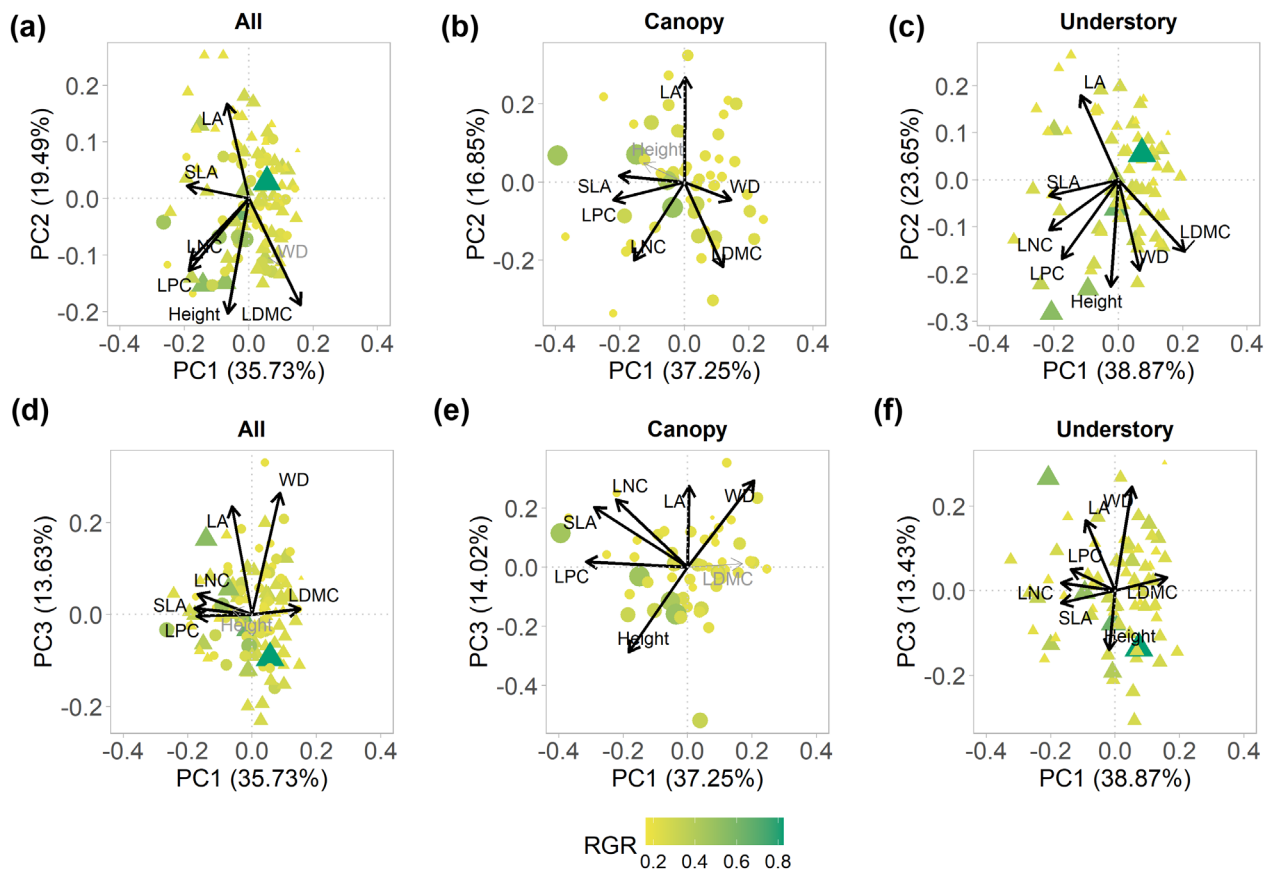 (a)
All
PC2 (19.49%)
0.2
0.1
0.0
-0.1
-0.2
LA
SLA
LNC
WD
LPC
Height
LDMC
-0.4 -0.2 0.0 0.2 0.4
PC1 (35.73%)
(b)
Canopy
PC2 (16.85%)
0.2
0.0
-0.2
LA
Height
SLA
WD
LPC
LNC
DMC
-0.4 -0.2 0.0 0.2 0.4
PC1 (37.25%)
(c)
Understory
PC2 (23.65%)
0.2
0.1
0.0
-0.1
-0.2
-0.3
LA
SLA
LNC
LDMC
WD
LPC
Height
-0.4 -0.2 0.0 0.2 0.4
PC1 (38.87%)
(d)
All
PC3 (13.63%)
0.2
0.0
-0.2
WD
LA
LNC
SLA
LDMC
LPC
Height
-0.4 -0.2 0.0 0.2 0.4
PC1 (35.73%)
(e)
Canopy
PC3 (14.02%)
0.2
0.0
-0.2
-0.4
LNC
LA
WD
SLA
LPC
LDMC
Height
-0.4 -0.2 0.0 0.2 0.4
PC1 (37.25%)
(f)
Understory
PC3 (13.43%)
0.2
0.0
-0.2
WD
LA
LPC
LNC
LDMC
SLA
Height
-0.4 -0.2 0.0 0.2 0.4
PC1 (38.87%)
RGR
0.2 0.4 0.6 0.8